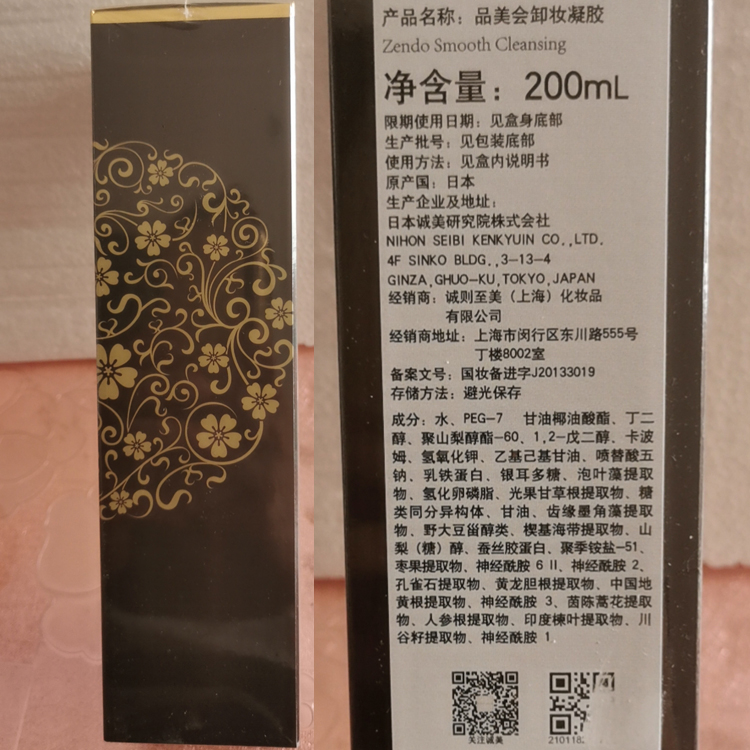 产品名称：品美会卸妆凝胶
Zendo Smooth Cleansing
净含量：200mL
限期使用日期：见盒身底部
生产批号：见包装底部
使用方法：见盒内说明书
原产国：日本
生产企业及地址：
日本诚美研究院株式会社
NIHON SEIBI KENKYUIN CO.,LTD.
4F SINKO BLDG.,3-13-4
GINZA,GHUO-KU,TOKYO,JAPAN
经销商：诚则至美（上海）化妆品
有限公司
经销商地址：上海市闵行区东川路555号
丁楼8002室
备案文号：国妆备进字J20133019
存储方法：避光保存
成分：水、PEG-7 甘油椰油酸酯、丁二
醇、聚山梨醇酯-60、1,2-戊二醇、卡波
姆、氢氧化钾、乙基己基甘油、喷替酸五
钠、乳铁蛋白、银耳多糖、泡叶藻提取
物、氢化卵磷脂、光果甘草根提取物、糖
类同分异构体、甘油、齿缘墨角藻提取
物、野大豆甾醇类、楔基海带提取物、山
梨（糖）醇、蚕丝胶蛋白、聚季铵盐-51、
枣果提取物、神经酰胺 6 II、神经酰胺 2、
孔雀石提取物、黄龙胆根提取物、中国地
黄根提取物、神经酰胺 3、茵陈蒿花提取
物、人参根提取物、印度楝叶提取物、川
谷籽提取物、神经酰胺 1
关注诚美
210118